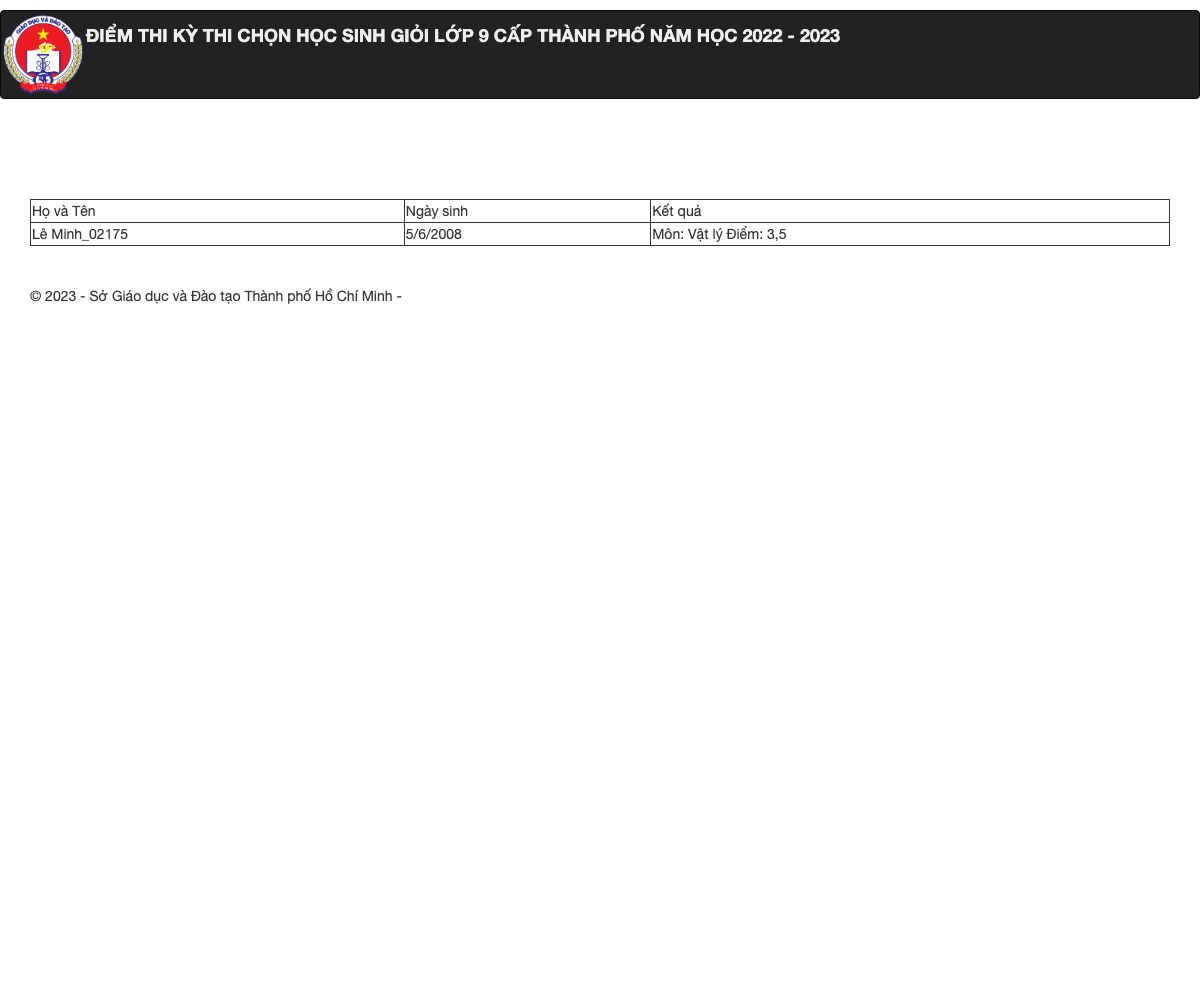 GIÁO DỤC VÀ ĐÀO TẠO
ĐIỂM THI KỲ THI CHỌN HỌC SINH GIỎI LỚP 9 CẤP THÀNH PHỐ NĂM HỌC 2022 - 2023
Họ và Tên Ngày sinh Kết quả
Lê Minh_02175 5/6/2008 Môn: Vật lý Điểm: 3,5
© 2023 - Sở Giáo dục và Đào tạo Thành phố Hồ Chí Minh -